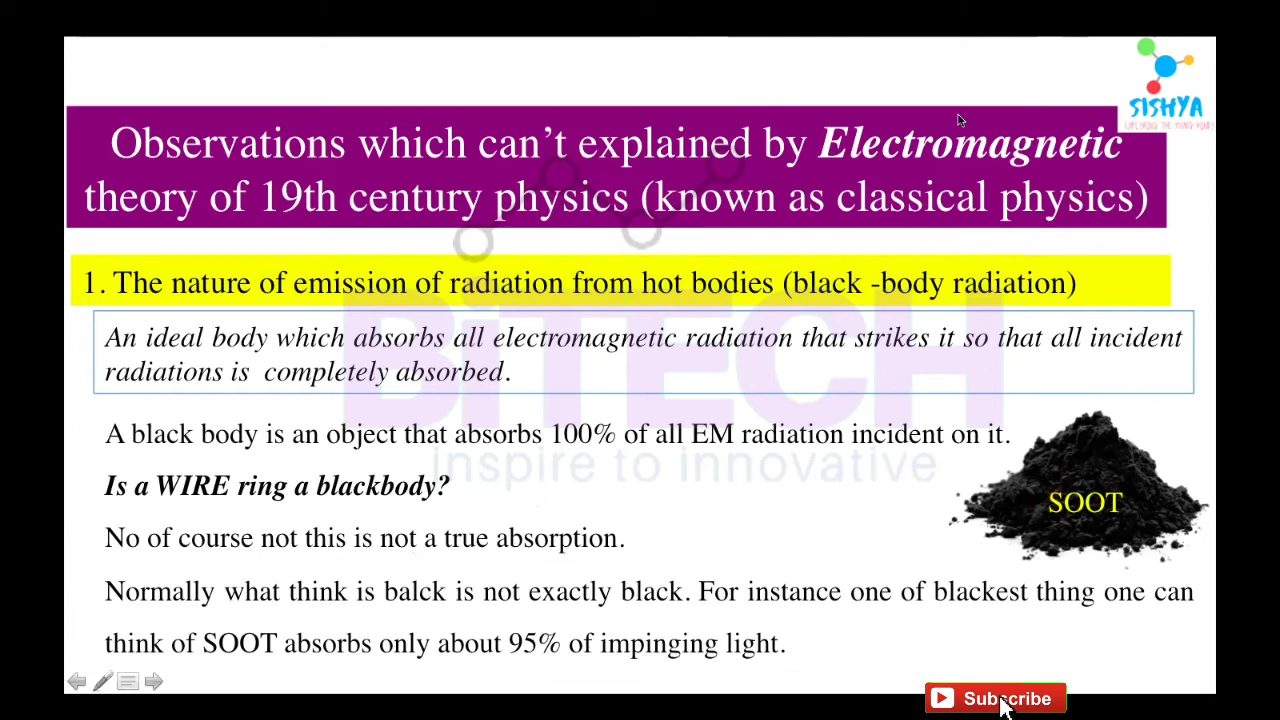 SISHYA
EXPLORING THE YOUNG MINDS
Observations which can't explained by Electromagnetic
theory of 19th century physics (known as classical physics)
1. The nature of emission of radiation from hot bodies (black -body radiation)
An ideal body which absorbs all electromagnetic radiation that strikes it so that all incident
radiations is completely absorbed.
BiTECH
inspire to innovative
A black body is an object that absorbs 100% of all EM radiation incident on it.
Is a WIRE ring a blackbody?
SOOT
No of course not this is not a true absorption.
Normally what think is balck is not exactly black. For instance one of blackest thing one can
think of SOOT absorbs only about 95% of impinging light.
Subscribe